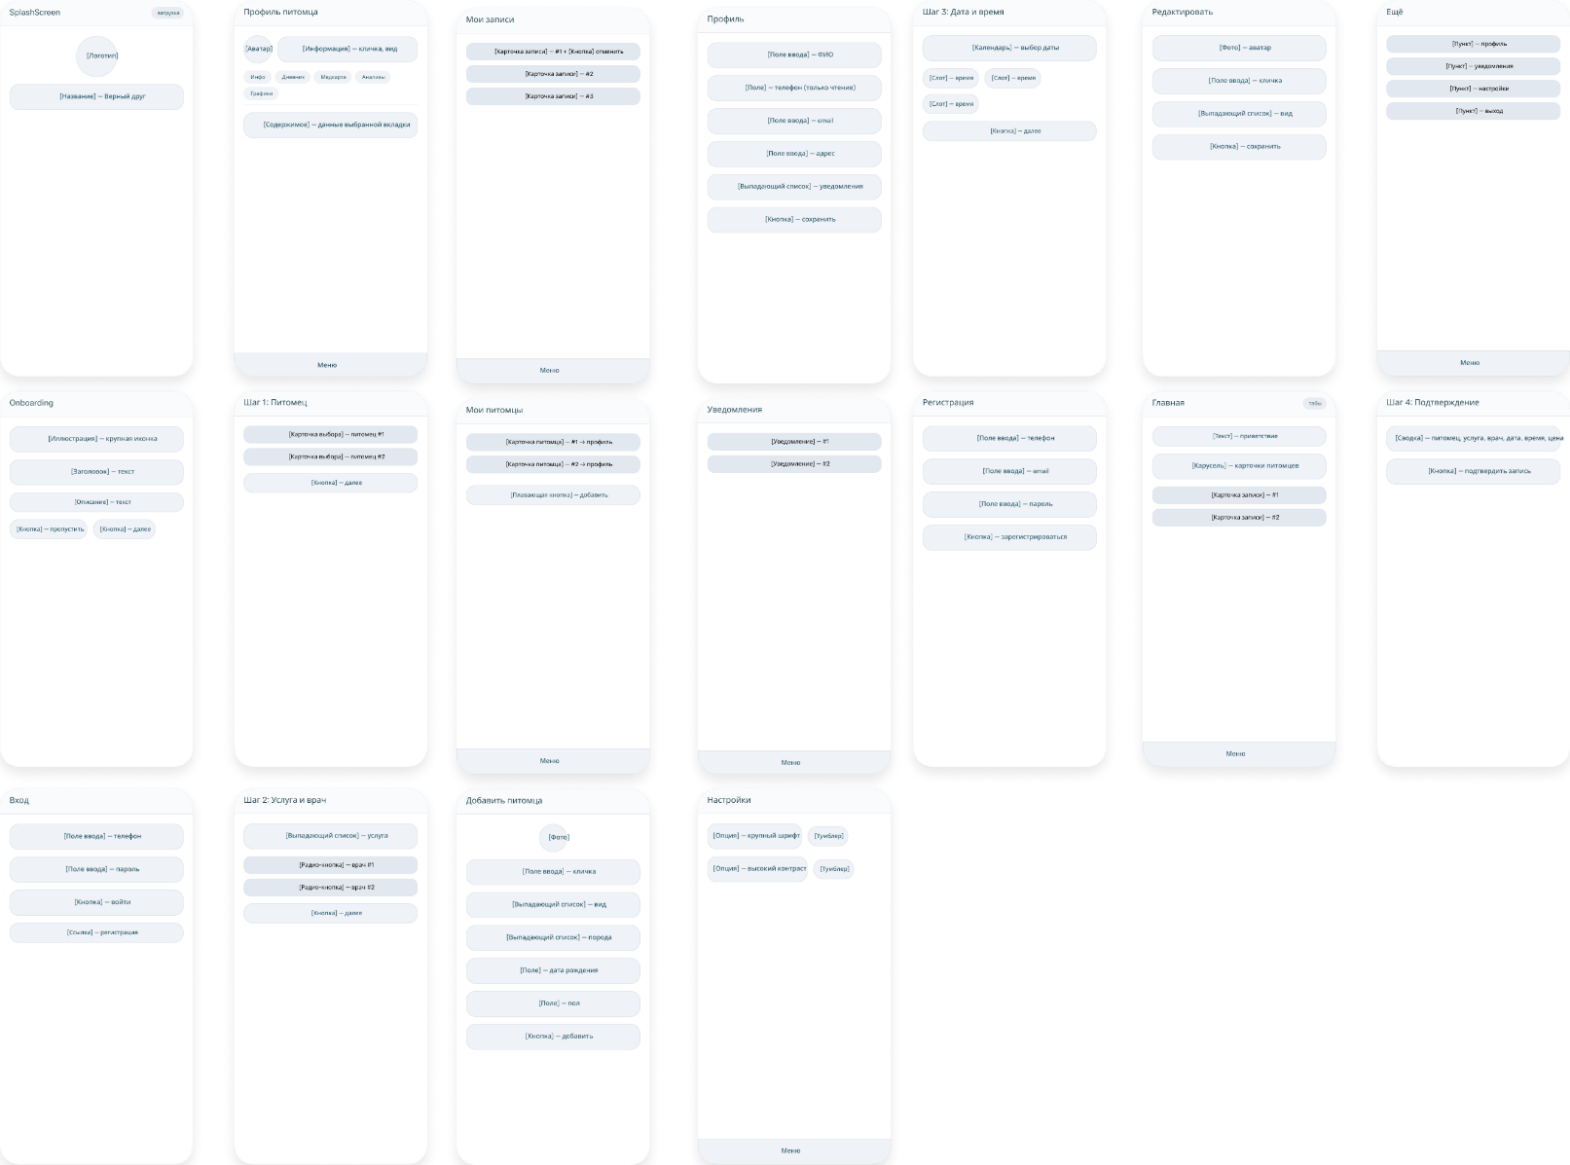 SplashScreen
загрузка
[Логотип]
[Название] — Верный друг
Профиль питомца
[Аватар]
[Информация] — кличка, вид
Инфо
Дневник
Медкарта
Анализы
Графики
[Содержимое] — данные выбранной вкладки
Меню
Мои записи
[Карточка записи] — #1 + [Кнопка] отменить
[Карточка записи] — #2
[Карточка записи] — #3
Меню
Профиль
[Поле ввода] — ФИО
[Поле] — телефон (только чтение)
[Поле ввода] — email
[Поле ввода] — адрес
[Выпадающий список] — уведомления
[Кнопка] — сохранить
Шаг 3: Дата и время
[Календарь] — выбор даты
[Слот] — время
[Слот] — время
[Слот] — время
[Кнопка] — далее
Редактировать
[Фото] — аватар
[Поле ввода] — кличка
[Выпадающий список] — вид
[Кнопка] — сохранить
Ещё
[Пункт] — профиль
[Пункт] — уведомления
[Пункт] — настройки
[Пункт] — выход
Меню
Onboarding
[Иллюстрация] — крупная иконка
[Заголовок] — текст
[Описание] — текст
[Кнопка] — пропустить
[Кнопка] — далее
Шаг 1: Питомец
[Карточка выбора] — питомец #1
[Карточка выбора] — питомец #2
[Кнопка] — далее
Мои питомцы
[Карточка питомца] — #1 → профиль
[Карточка питомца] — #2 → профиль
[Плавающая кнопка] — добавить
Меню
Уведомления
[Уведомление] — #1
[Уведомление] — #2
Меню
Регистрация
[Поле ввода] — телефон
[Поле ввода] — email
[Поле ввода] — пароль
[Кнопка] — зарегистрироваться
Главная
табы
[Текст] — приветствие
[Карусель] — карточки питомцев
[Карточка записи] — #1
[Карточка записи] — #2
Меню
Шаг 4: Подтверждение
[Сводка] — питомец, услуга, врач, дата, время, цена
[Кнопка] — подтвердить запись
Вход
[Поле ввода] — телефон
[Поле ввода] — пароль
[Кнопка] — войти
[Ссылка] — регистрация
Шаг 2: Услуга и врач
[Выпадающий список] — услуга
[Радио-кнопка] — врач #1
[Радио-кнопка] — врач #2
[Кнопка] — далее
Добавить питомца
[Фото]
[Поле ввода] — кличка
[Выпадающий список] — вид
[Выпадающий список] — порода
[Поле] — дата рождения
[Поле] — пол
[Кнопка] — добавить
Настройки
[Опция] — крупный шрифт
[Тумблер]
[Опция] — высокий контраст
[Тумблер]
Меню